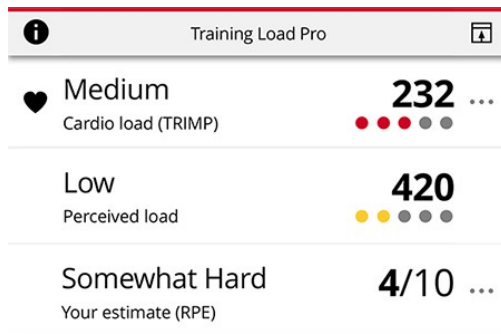 Training Load Pro
Medium 232
Cardio load (TRIMP)
Low 420
Perceived load
Somewhat Hard 4/10
Your estimate (RPE)